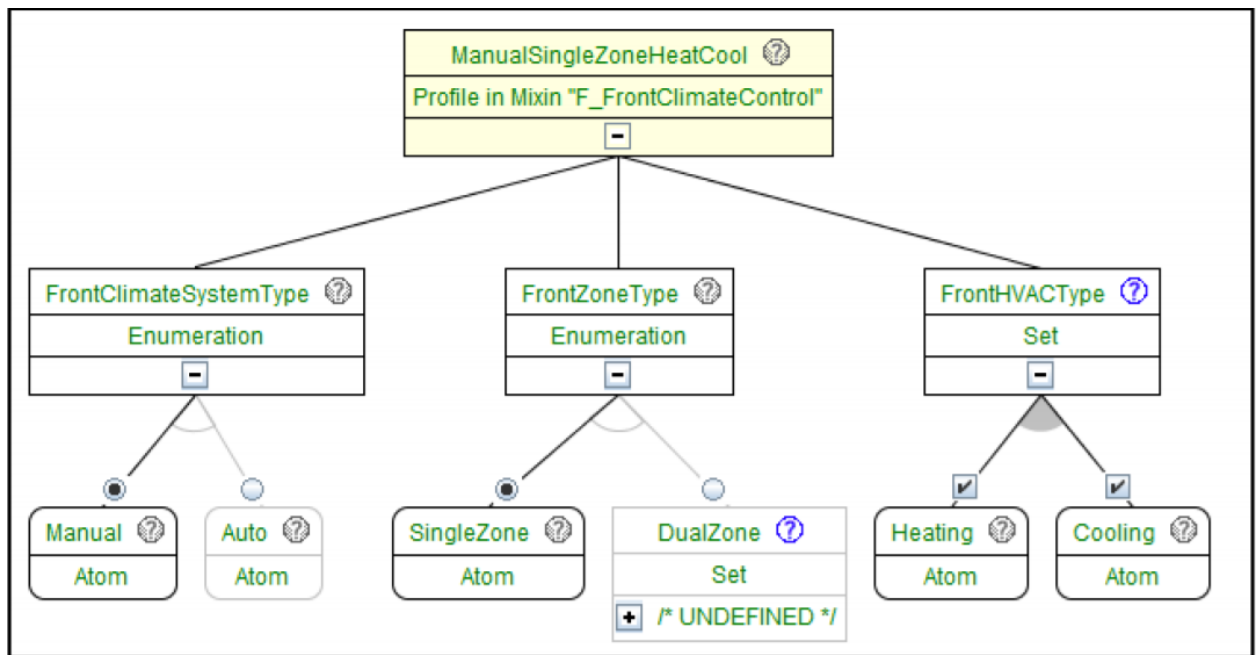 ManualSingleZoneHeatCool
Profile in Mixin "F_FrontClimateControl"
FrontClimateSystemType
Enumeration
FrontZoneType
Enumeration
FrontHVACType
Set
Manual
Atom
Auto
Atom
SingleZone
Atom
DualZone
Set
/* UNDEFINED */
Heating
Atom
Cooling
Atom